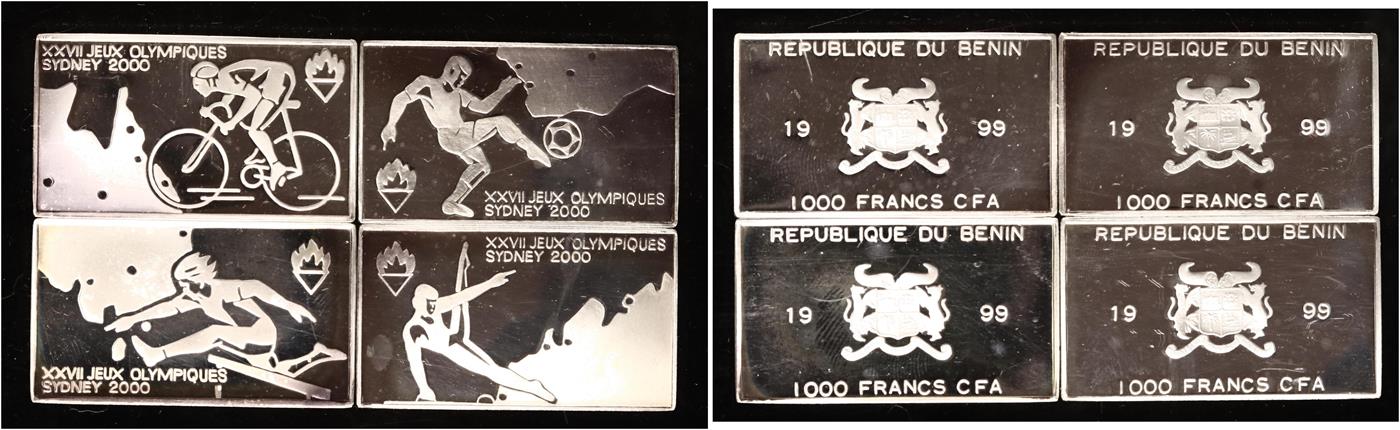 XXVII JEUX OLYMPIQUES
SYDNEY 2000
XXVII JEUX OLYMPIQUES
SYDNEY 2000
XXVII JEUX OLYMPIQUES
SYDNEY 2000
XXVII JEUX OLYMPIQUES
SYDNEY 2000
REPUBLIQUE DU BENIN
19 99
1000 FRANCS CFA
REPUBLIQUE DU BENIN
19 99
1000 FRANCS CFA
REPUBLIQUE DU BENIN
19 99
1000 FRANCS CFA
REPUBLIQUE DU BENIN
19 99
1000 FRANCS CFA